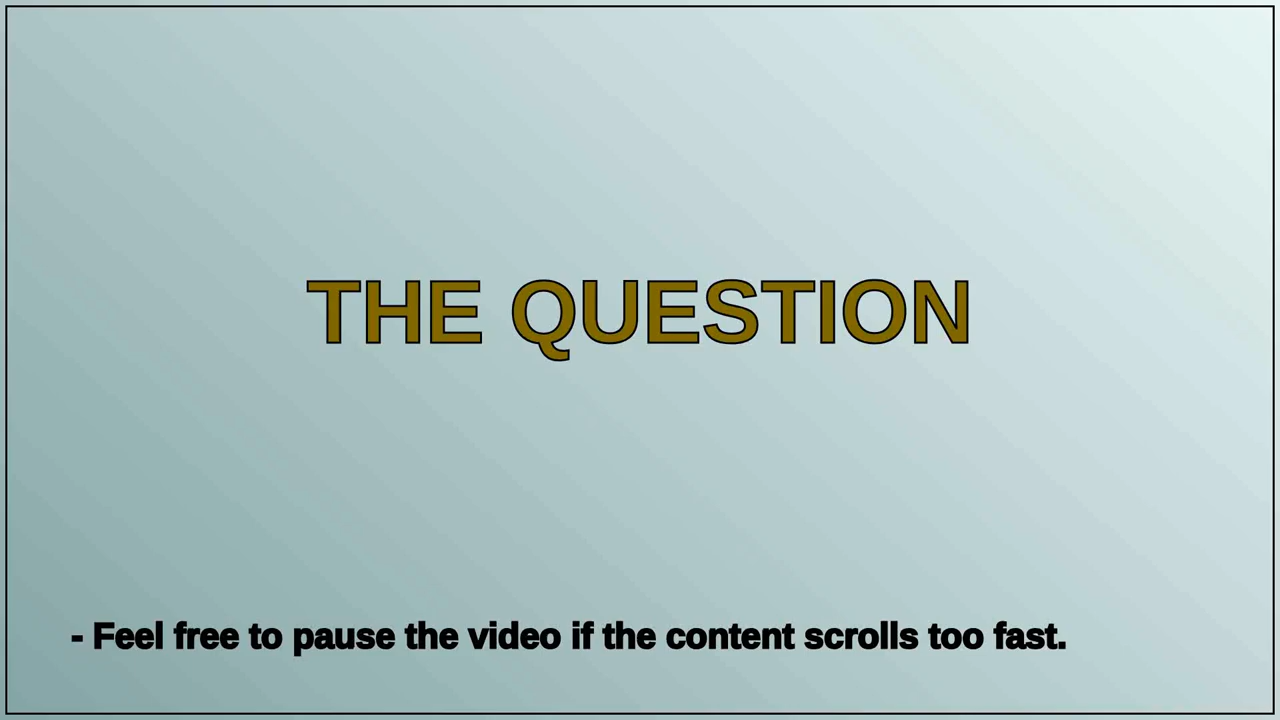 THE QUESTION
- Feel free to pause the video if the content scrolls too fast.